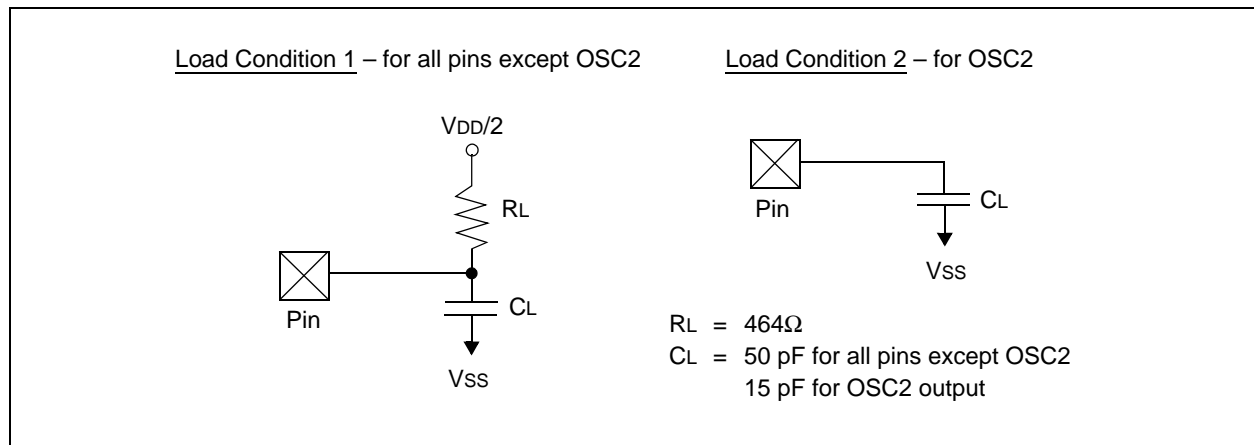 Load Condition 1 – for all pins except OSC2
VDD/2
RL
Pin
CL
VSS
Load Condition 2 – for OSC2
Pin
CL
VSS
RL = 464Ω
CL = 50 pF for all pins except OSC2
15 pF for OSC2 output